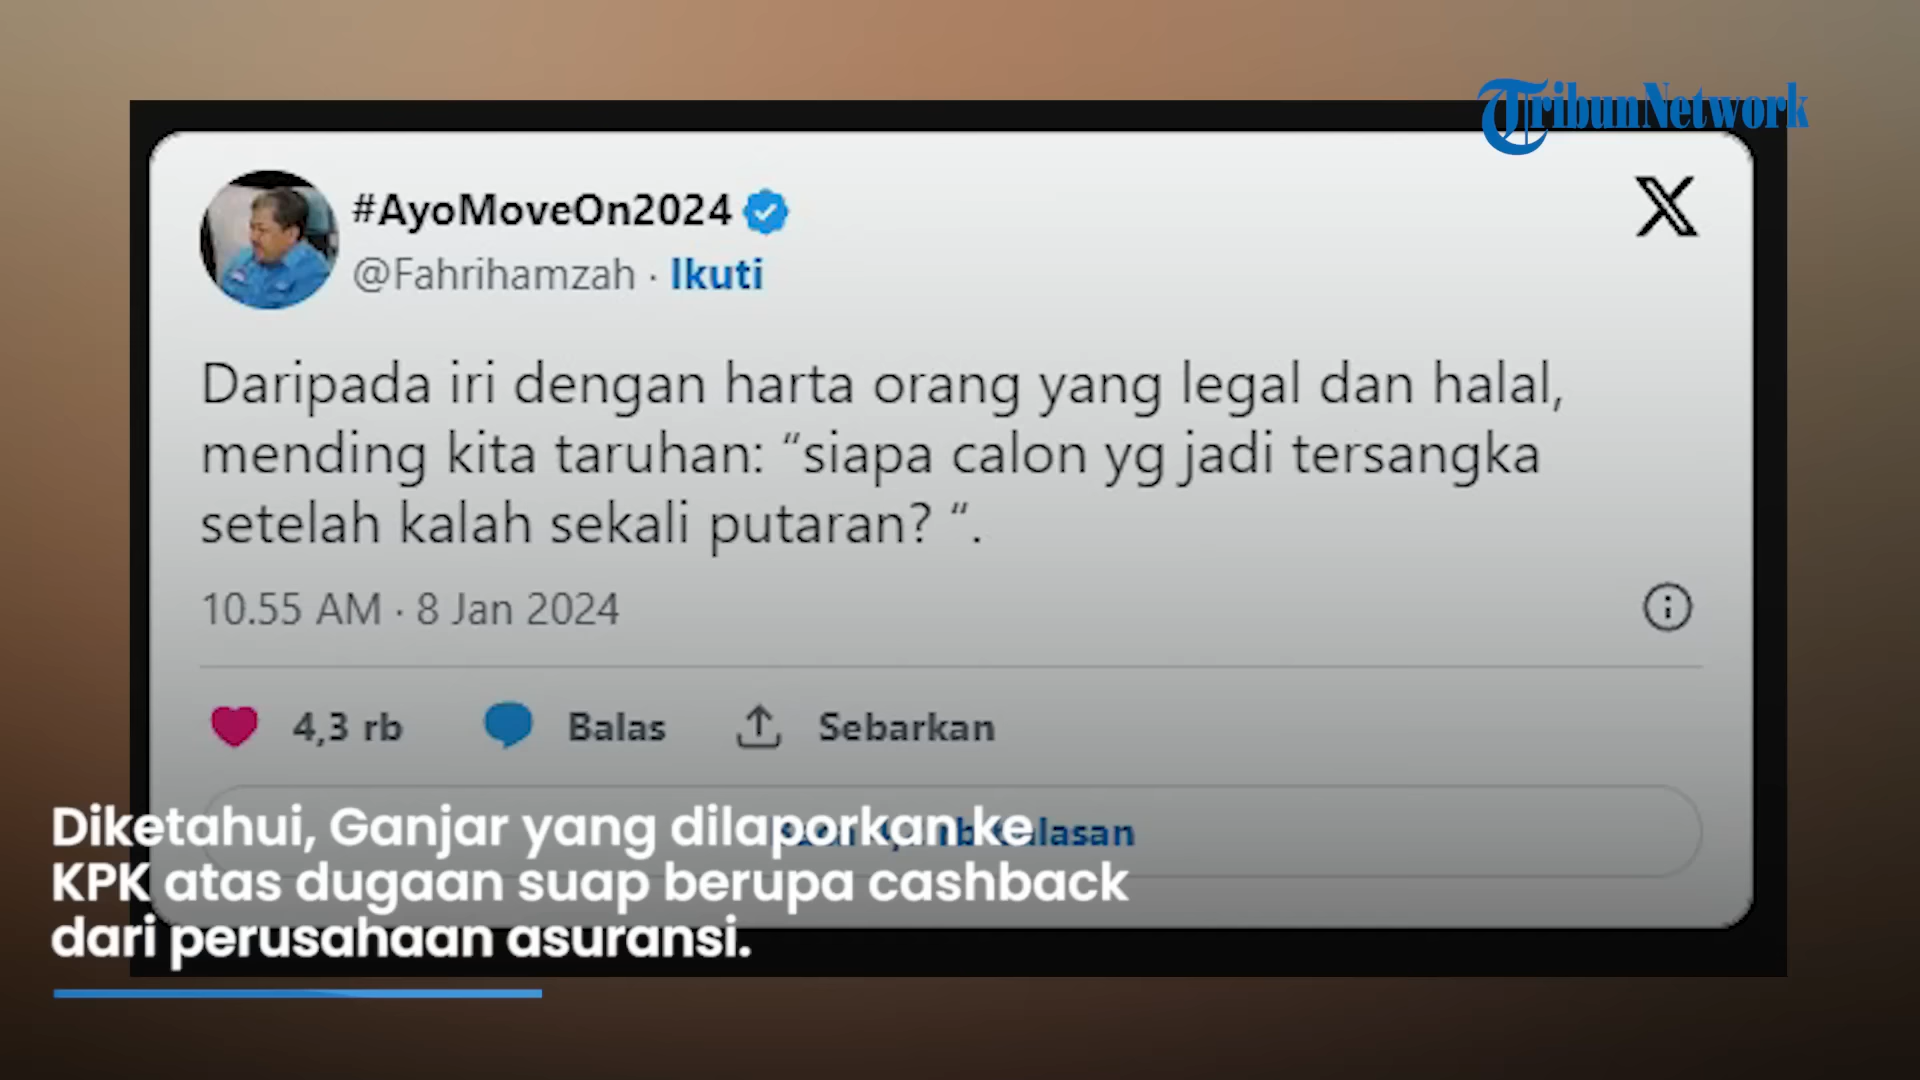 TribunNetwork
#AyoMoveOn2024
@Fahrihamzah · Ikuti
Daripada iri dengan harta orang yang legal dan halal,
mending kita taruhan: “siapa calon yg jadi tersangka
setelah kalah sekali putaran? “.
10.55 AM · 8 Jan 2024
4,3 rb Balas Sebarkan
Diketahui, Ganjar yang dilaporkan ke
KPK atas dugaan suap berupa cashback
dari perusahaan asuransi.